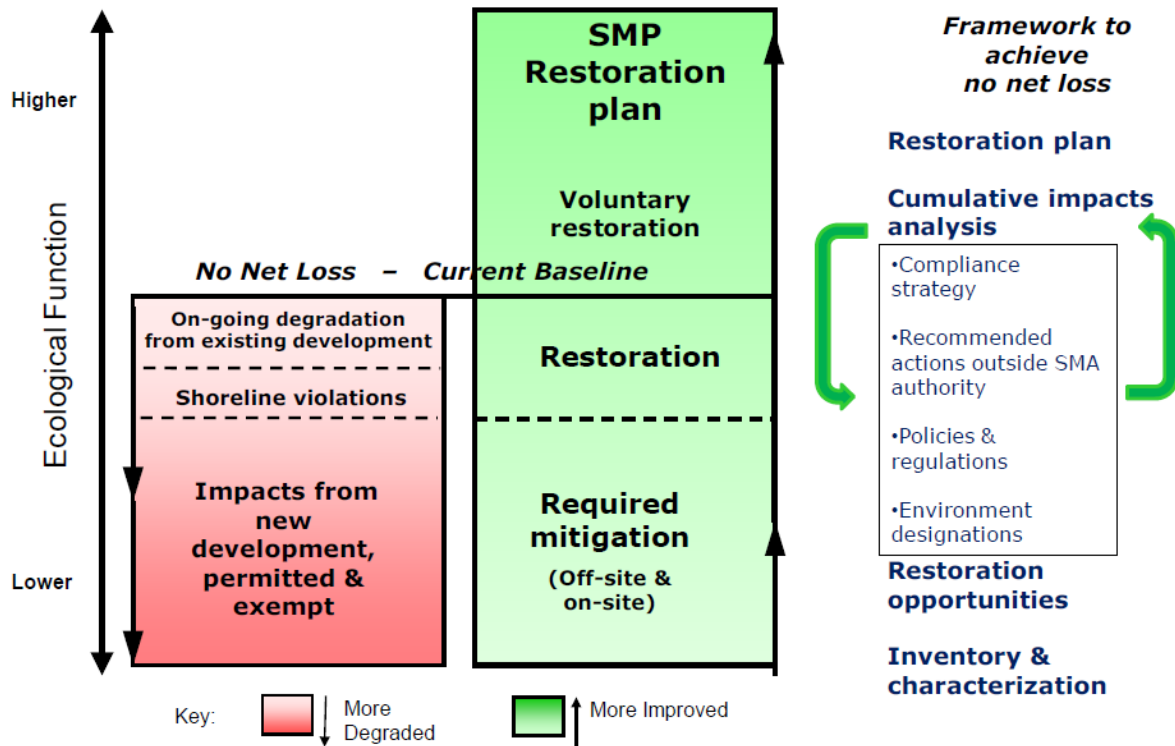 Higher
Ecological Function
Lower
No Net Loss – Current Baseline
On-going degradation
from existing development
Shoreline violations
Impacts from
new
development,
permitted &
exempt
SMP
Restoration
plan
Voluntary
restoration
Restoration
Required
mitigation
(Off-site &
on-site)
Framework to
achieve
no net loss
Restoration plan
Cumulative impacts
analysis
•Compliance
strategy
•Recommended
actions outside SMA
authority
•Policies &
regulations
•Environment
designations
Restoration
opportunities
Inventory &
characterization
Key:
More
Degraded
More Improved